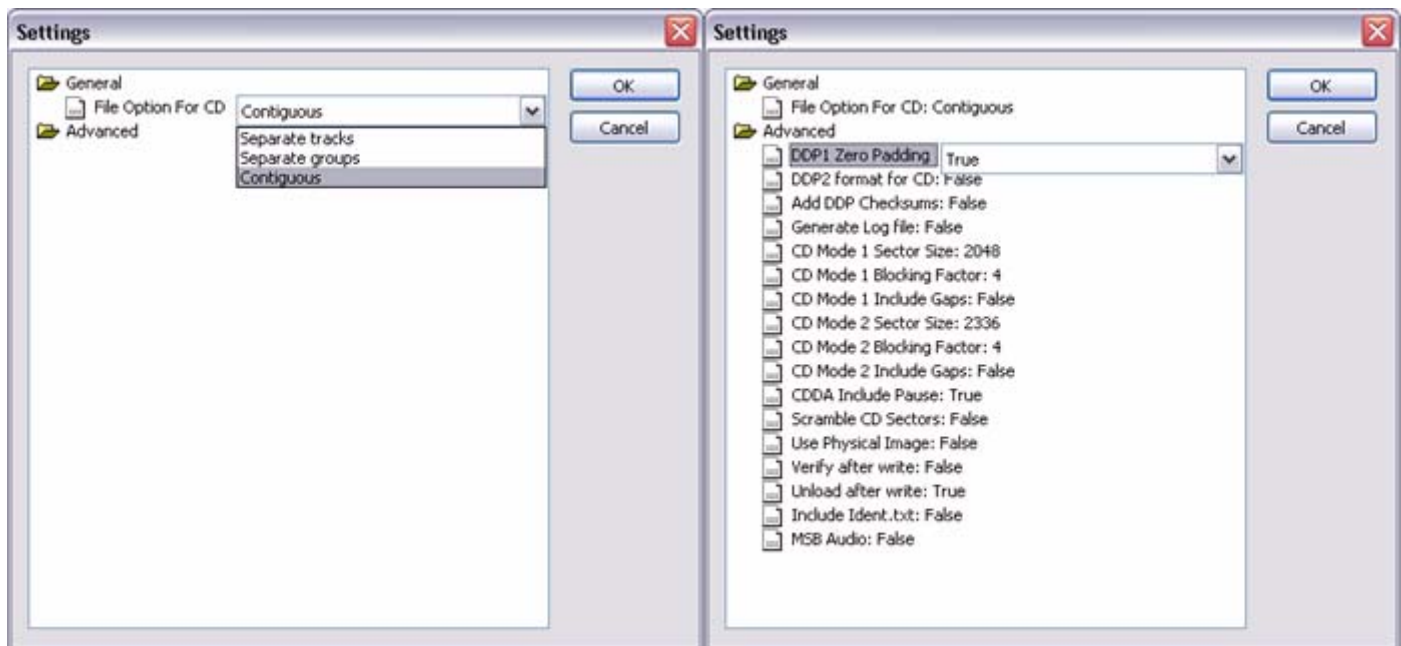 Settings
General
File Option For CD Contiguous
Separate tracks
Separate groups
Contiguous
Advanced
OK
Cancel
Settings
General
File Option For CD: Contiguous
Advanced
DDP1 Zero Padding True
DDP2 format for CD: False
Add DDP Checksums: False
Generate Log file: False
CD Mode 1 Sector Size: 2048
CD Mode 1 Blocking Factor: 4
CD Mode 1 Include Gaps: False
CD Mode 2 Sector Size: 2336
CD Mode 2 Blocking Factor: 4
CD Mode 2 Include Gaps: False
CDDA Include Pause: True
Scramble CD Sectors: False
Use Physical Image: False
Verify after write: False
Unload after write: True
Include Ident.txt: False
MSB Audio: False
OK
Cancel